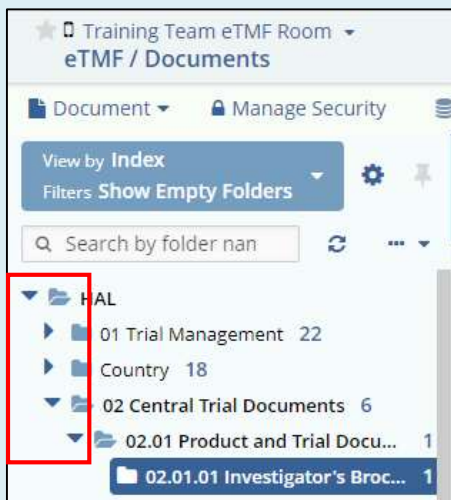 Training Team eTMF Room
eTMF / Documents
Document Manage Security
View by Index
Filters Show Empty Folders
Search by folder nan
HAL
01 Trial Management 22
Country 18
02 Central Trial Documents 6
02.01 Product and Trial Docu... 1
02.01.01 Investigator's Broc... 1